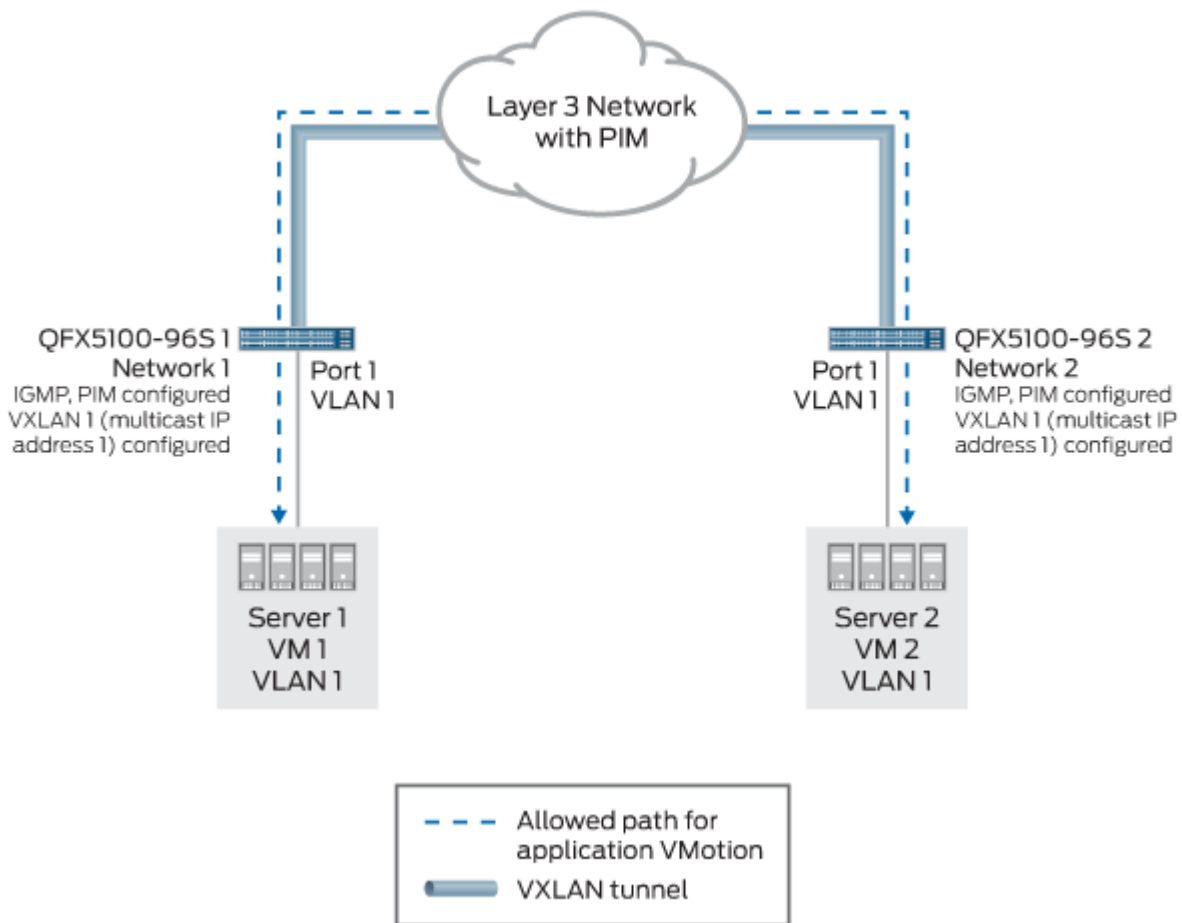 Layer 3 Network
with PIM
QFX5100-96S 1
Network 1
IGMP, PIM configured
VXLAN 1 (multicast IP
address 1) configured
Port 1
VLAN 1
Port 1
VLAN 1
QFX5100-96S 2
Network 2
IGMP, PIM configured
VXLAN 1 (multicast IP
address 1) configured
Server 1
VM 1
VLAN 1
Server 2
VM 2
VLAN 1
Allowed path for
application VMotion
VXLAN tunnel